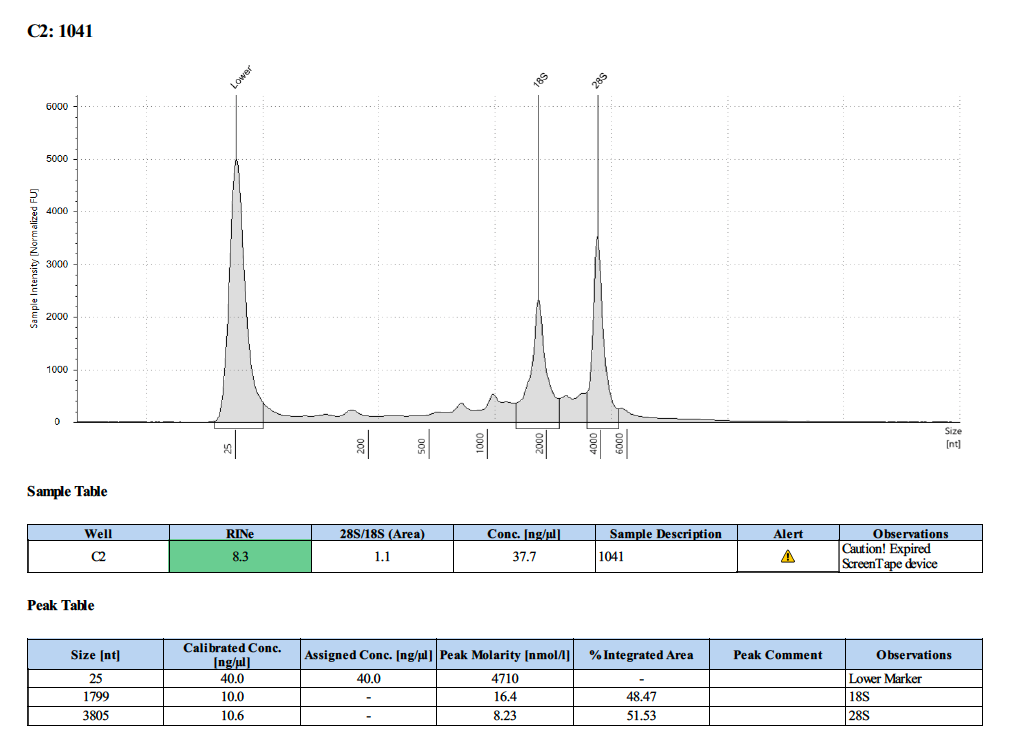 C2: 1041
Lower
18S
28S
6000
5000
4000
3000
2000
1000
0
Sample Intensity [Normalized FU]
25
200
500
1000
2000
4000
6000
Size
[nt]
Sample Table
Well RINe 28S/18S (Area) Conc. [ng/µl] Sample Description Alert Observations
C2 8.3 1.1 37.7 1041 Caution! Expired
ScreenTape device
Peak Table
Size [nt] Calibrated Conc. [ng/µl] Assigned Conc. [ng/µl] Peak Molarity [nmol/l] % Integrated Area Peak Comment Observations
25 40.0 40.0 4710 - Lower Marker
1799 10.0 - 16.4 48.47 18S
3805 10.6 - 8.23 51.53 28S